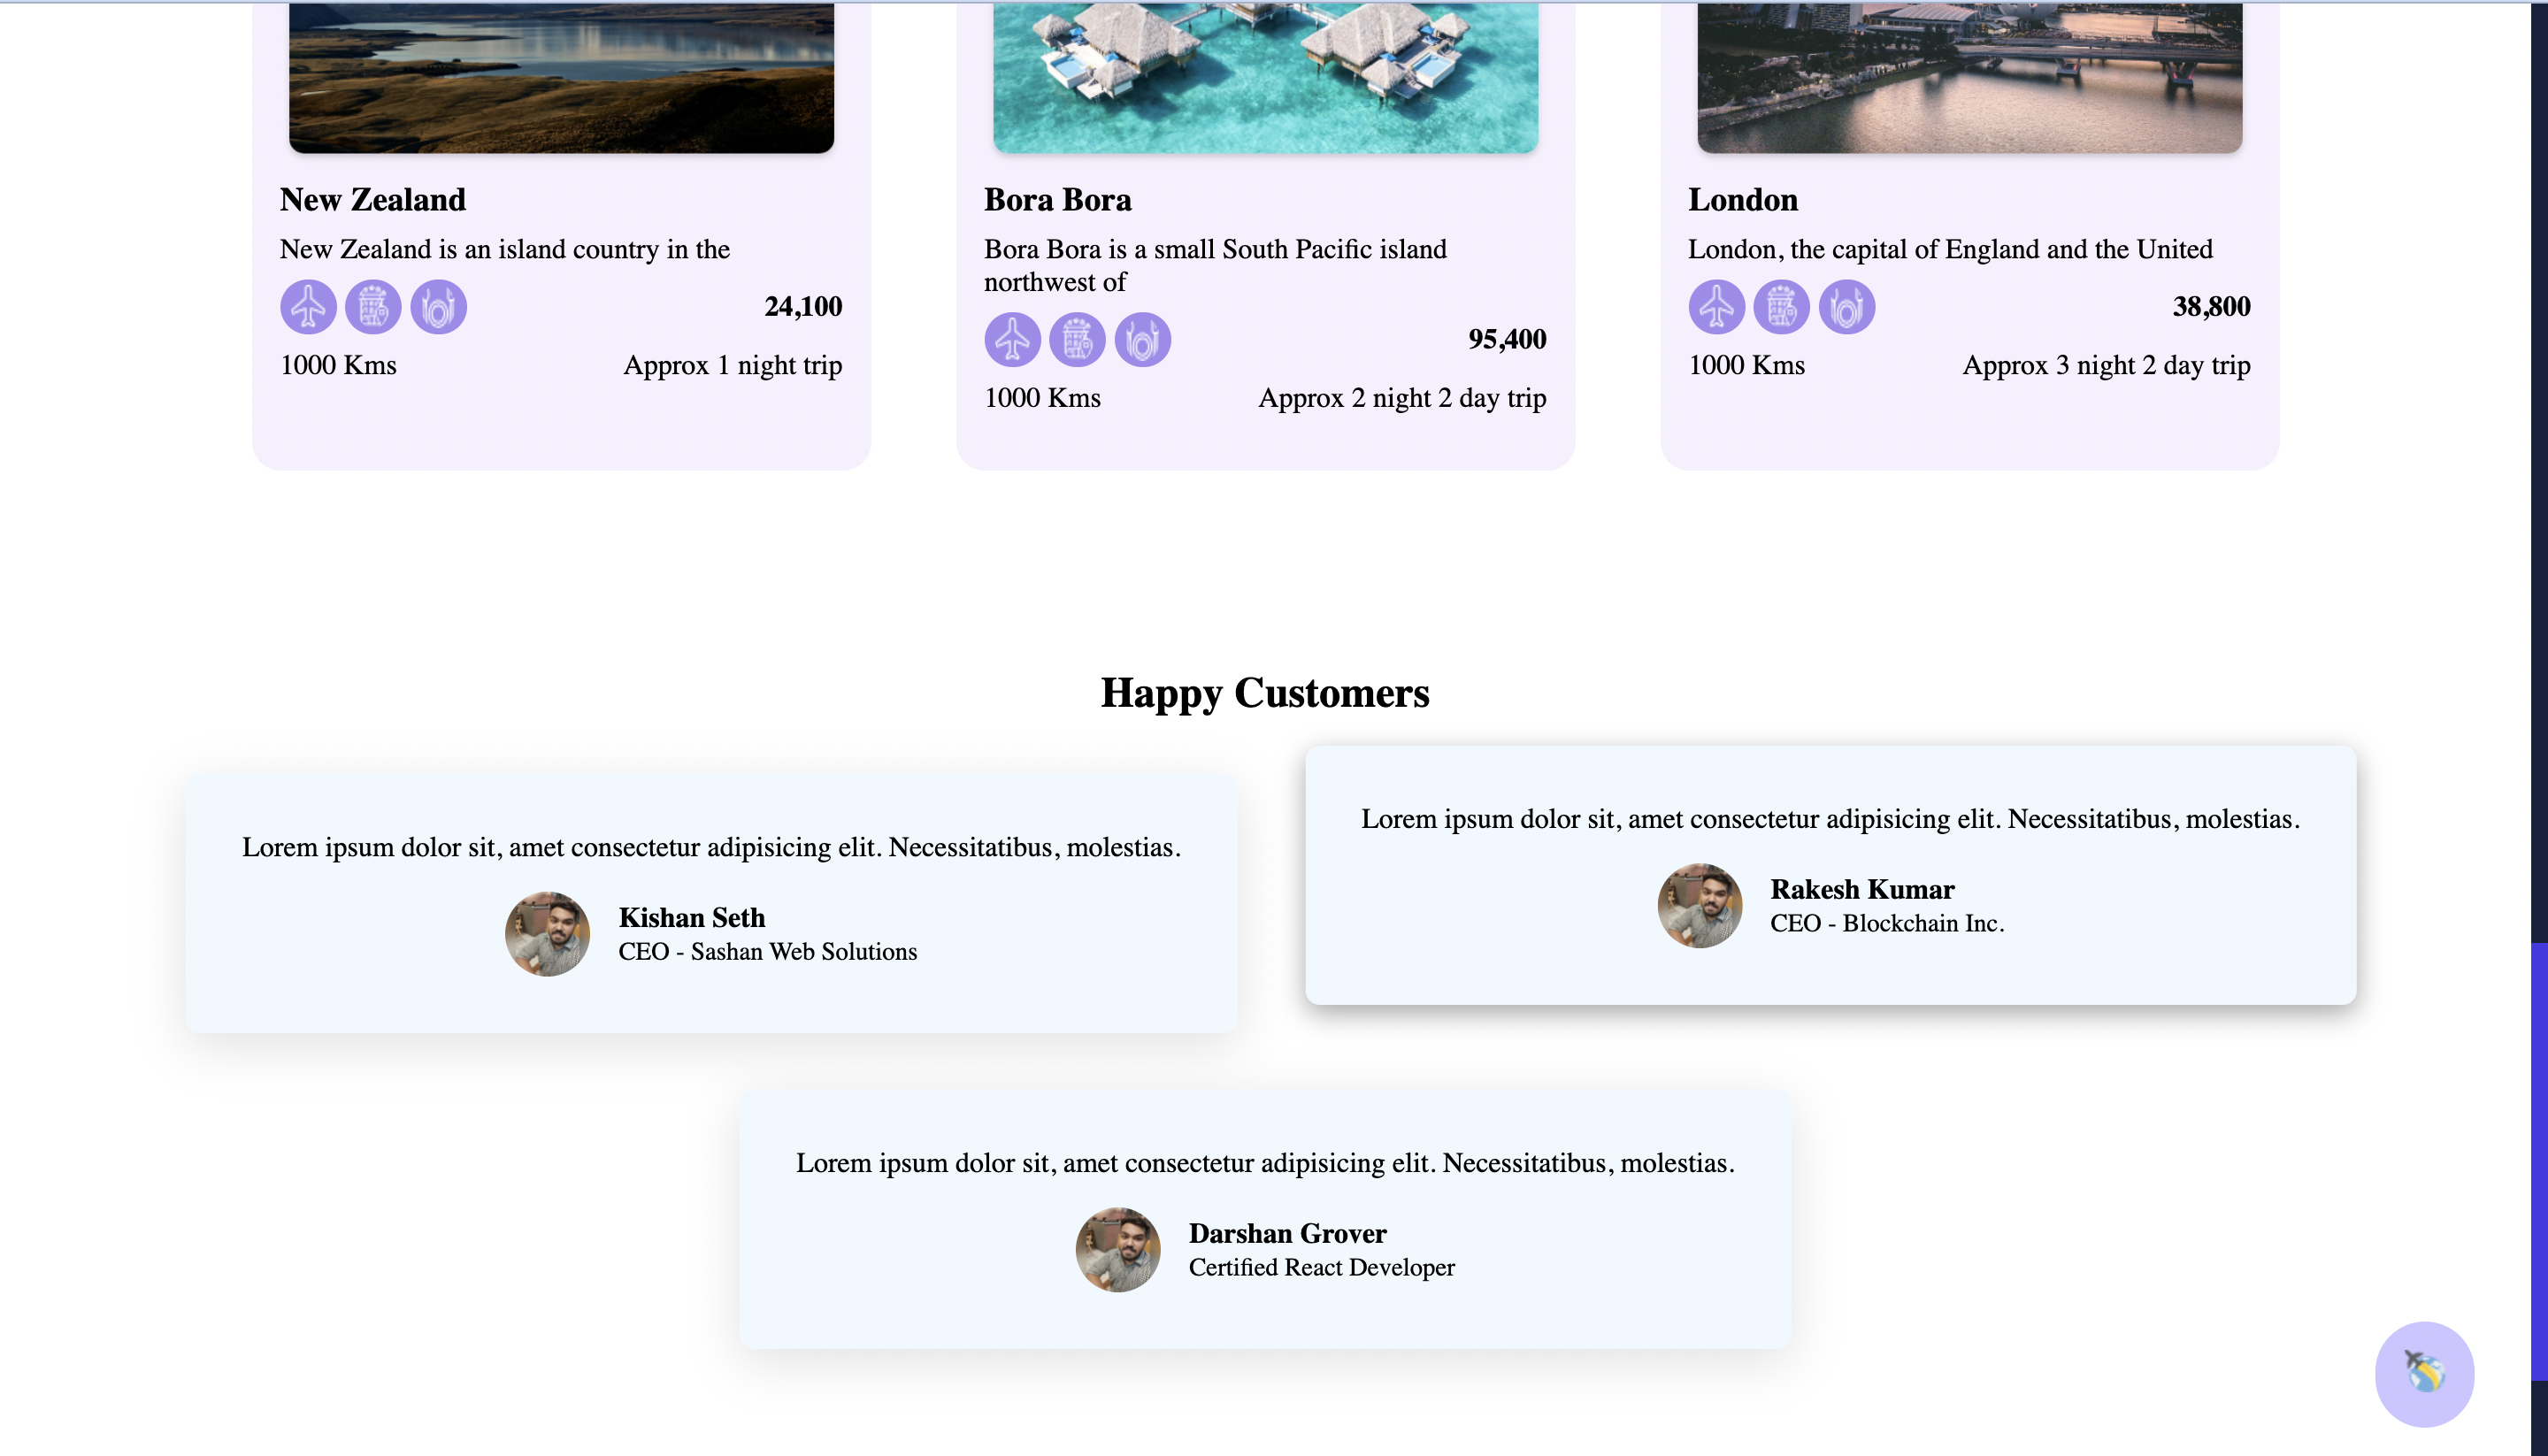 New Zealand
New Zealand is an island country in the
24,100
1000 Kms
Approx 1 night trip
Bora Bora
Bora Bora is a small South Pacific island
northwest of
95,400
1000 Kms
Approx 2 night 2 day trip
London
London, the capital of England and the United
38,800
1000 Kms
Approx 3 night 2 day trip
Happy Customers
Lorem ipsum dolor sit, amet consectetur adipisicing elit. Necessitatibus, molestias.
Kishan Seth
CEO - Sashan Web Solutions
Lorem ipsum dolor sit, amet consectetur adipisicing elit. Necessitatibus, molestias.
Rakesh Kumar
CEO - Blockchain Inc.
Lorem ipsum dolor sit, amet consectetur adipisicing elit. Necessitatibus, molestias.
Darshan Grover
Certified React Developer